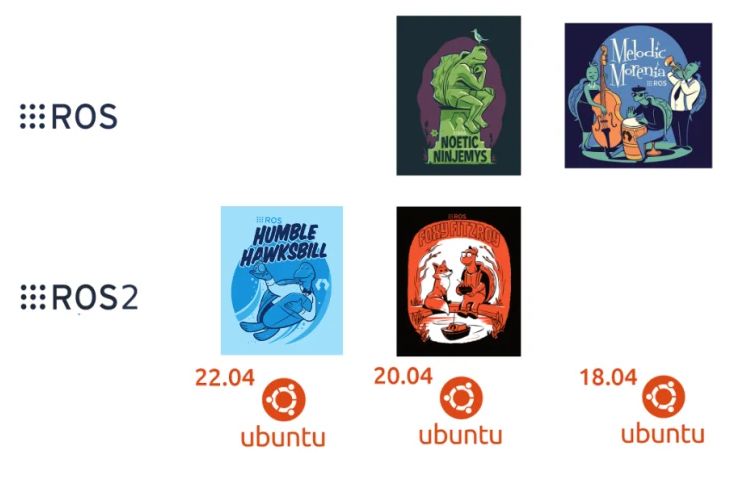 ROS
NOETIC
NINJEMYS
Melodic
Morenia
ROS
ROS2
ROS
HUMBLE
HAWKSBILL
ROS
FOXY FITZROY
22.04
ubuntu
20.04
ubuntu
18.04
ubuntu